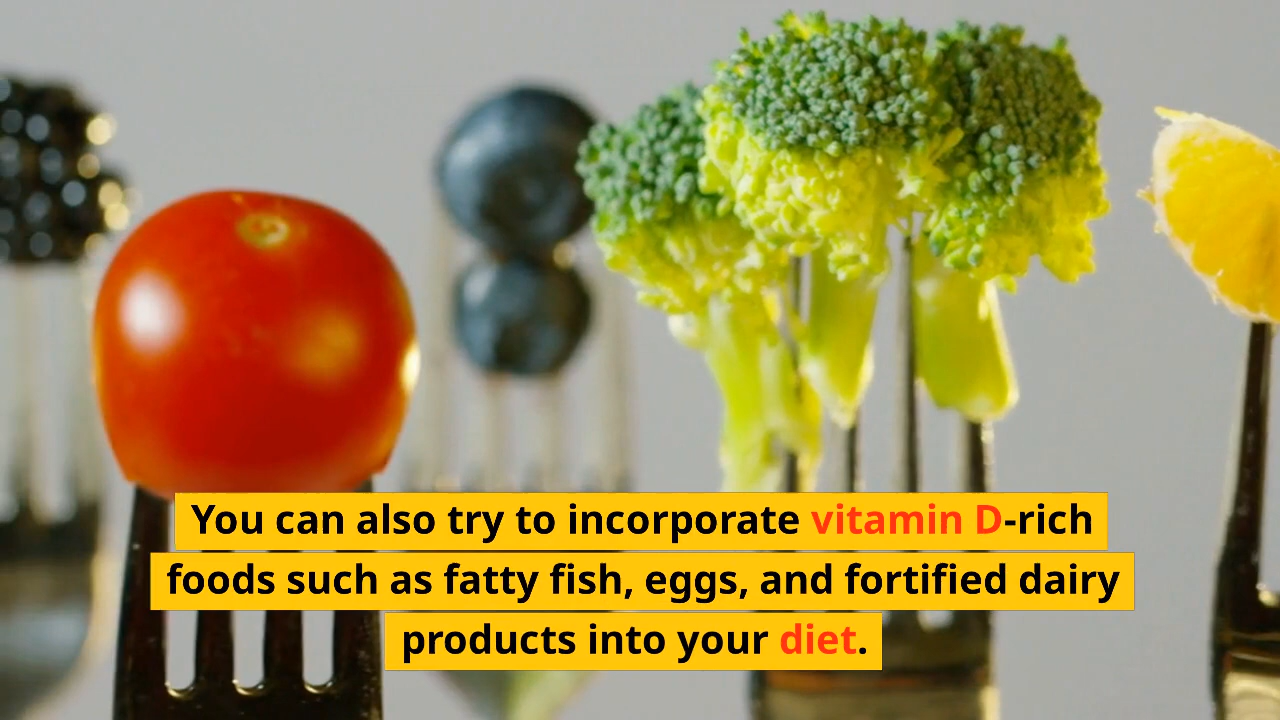 You can also try to incorporate vitamin D-rich
foods such as fatty fish, eggs, and fortified dairy
products into your diet.